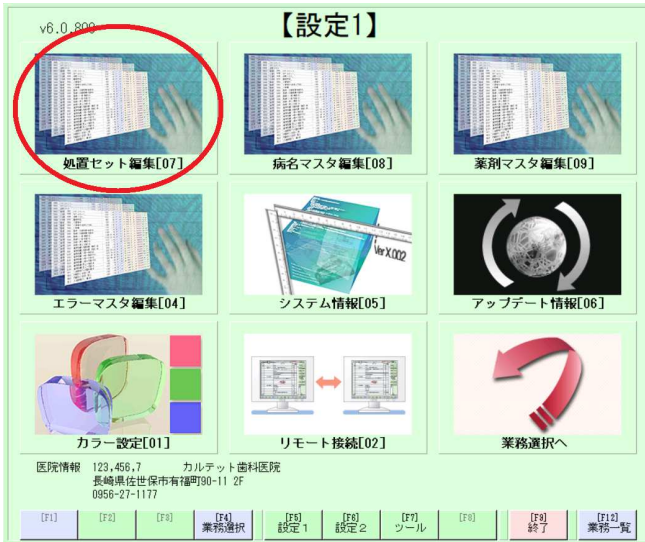 【設定1】
v6.0.899
処置セット編集[07]
病名マスタ編集[08]
薬剤マスタ編集[09]
Ver X.002
エラーマスタ編集[04]
システム情報[05]
アップデート情報[06]
カラー設定[01]
リモート接続[02]
業務選択へ
医院情報 123,456,7 カルテット歯科医院
長崎県佐世保市有福町90-11 2F
0956-27-1177
[F1] [F2] [F3] [F4] [F5] [F6] [F7] [F8] [F9] [F12]
業務選択 設定1 設定2 ツール 終了 業務一覧